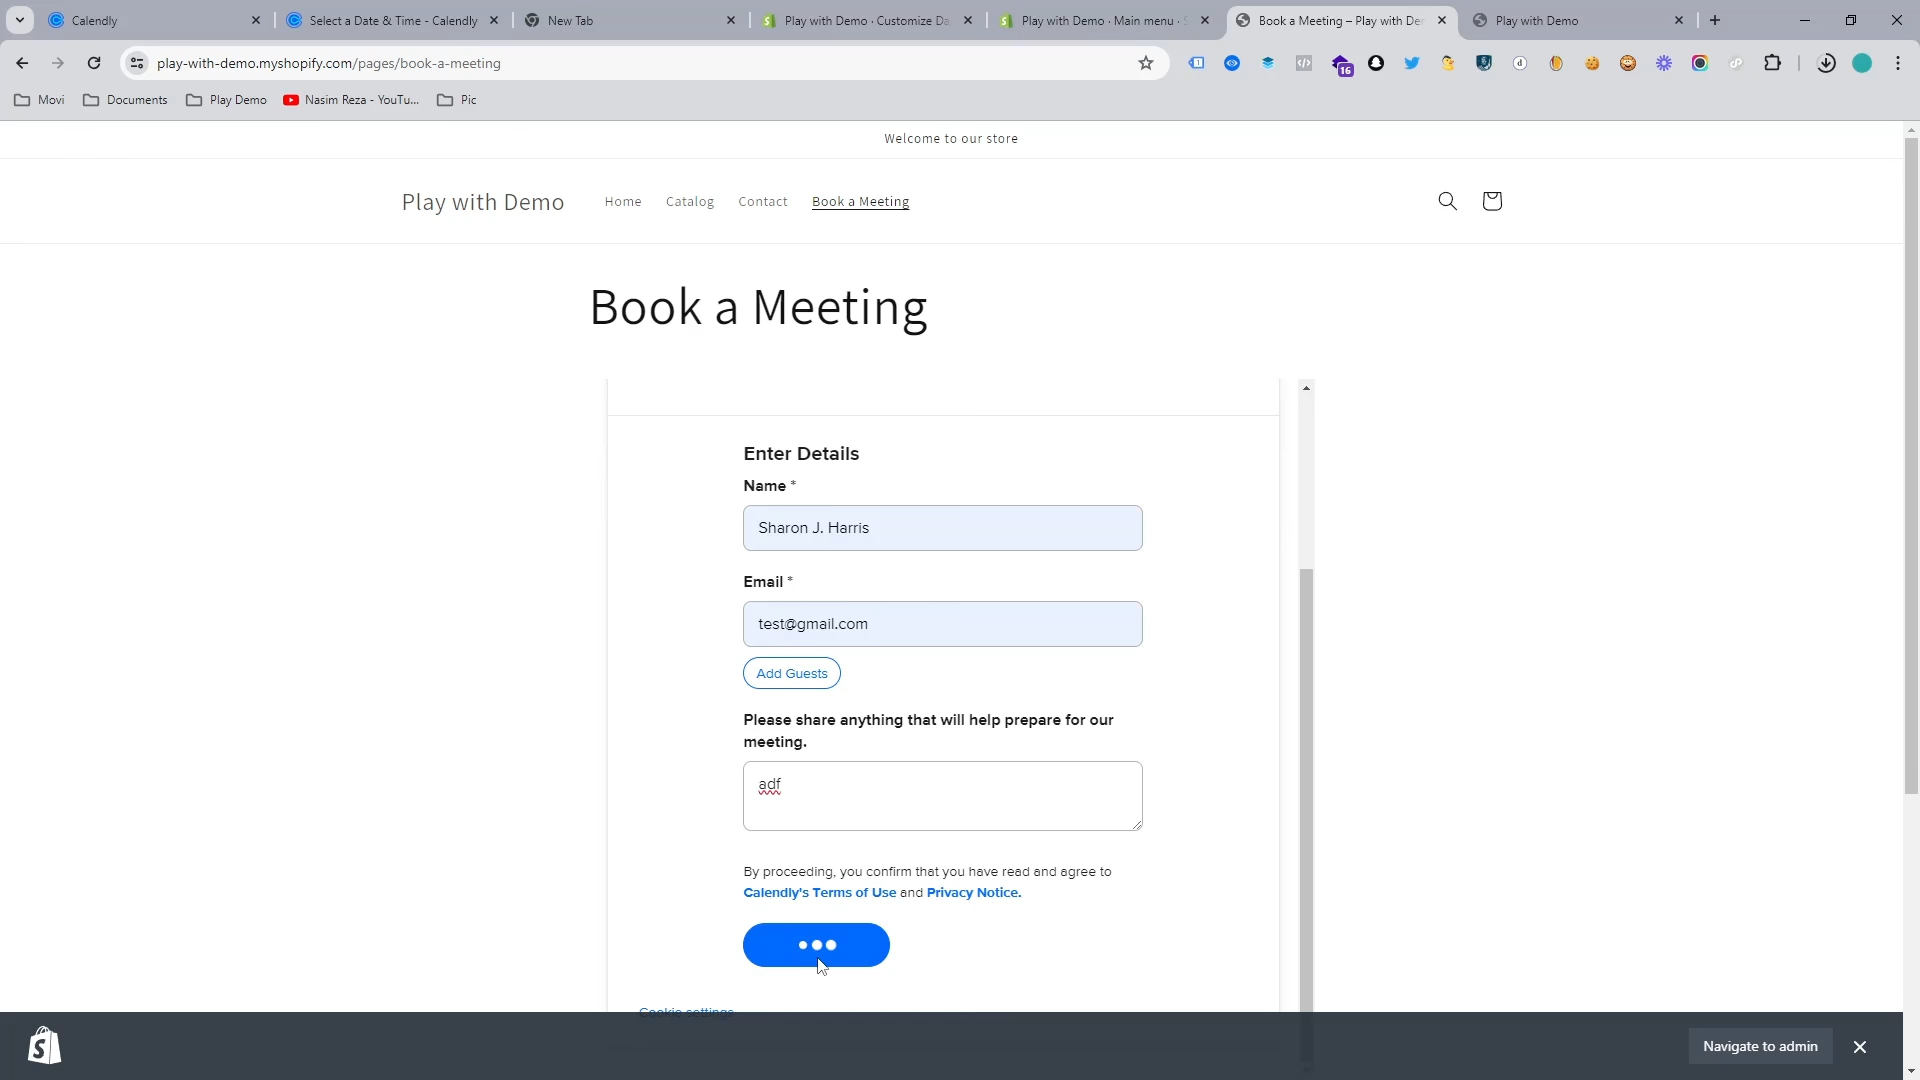 Calendly
Select a Date & Time - Calendly
New Tab
Play with Demo · Customize Da
Play with Demo · Main menu · S
Book a Meeting – Play with De
Play with Demo
play-with-demo.myshopify.com/pages/book-a-meeting
16
Movi
Documents
Play Demo
Nasim Reza - YouTu...
Pic
Welcome to our store
Play with Demo
Home
Catalog
Contact
Book a Meeting
Book a Meeting
Enter Details
Name *
Sharon J. Harris
Email *
test@gmail.com
Add Guests
Please share anything that will help prepare for our
meeting.
adf
By proceeding, you confirm that you have read and agree to
Calendly's Terms of Use and Privacy Notice.
Cookie settings
Navigate to admin